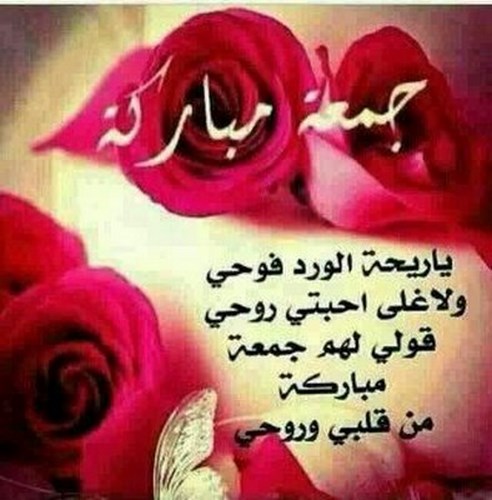 جمعة مباركة
ياريحة الورد فوحي
ولاغلى احبتي روحي
قولي لهم جمعة
مباركة
من قلبي وروحي